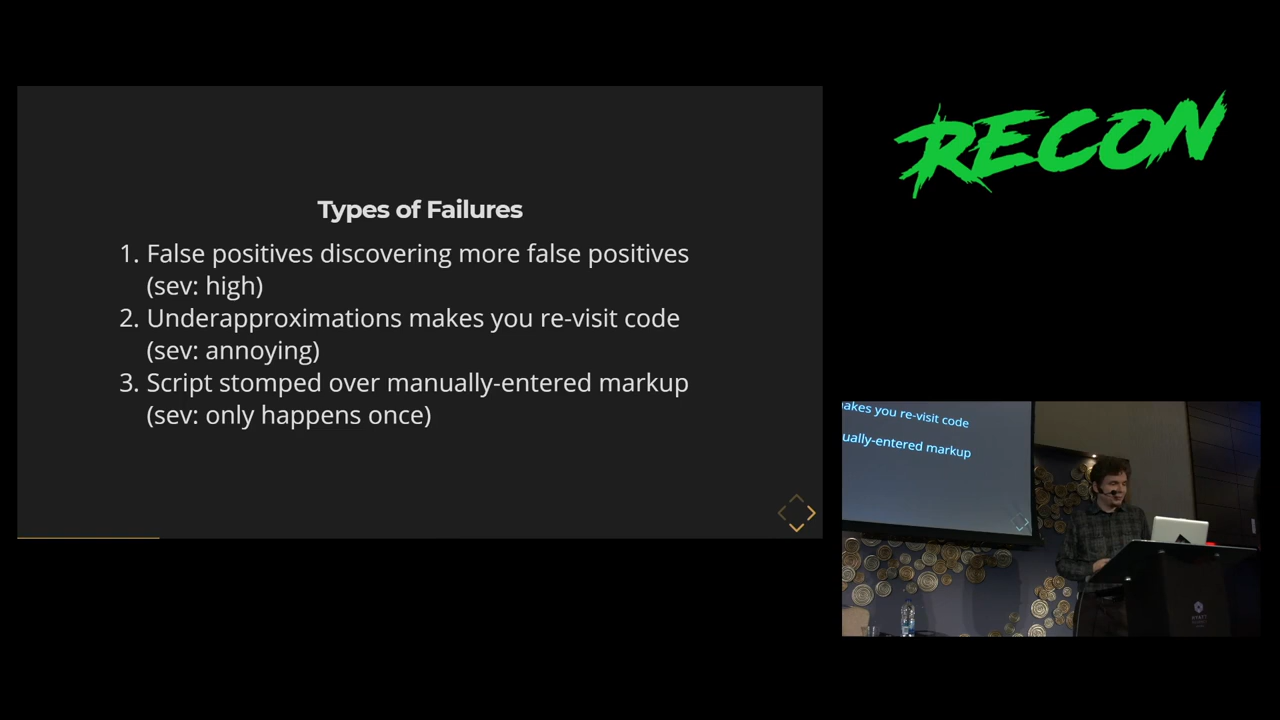 Types of Failures
1. False positives discovering more false positives
(sev: high)
2. Underapproximations makes you re-visit code
(sev: annoying)
3. Script stomped over manually-entered markup
(sev: only happens once)
RECON
akes you re-visit code
ually-entered markup
HYATT